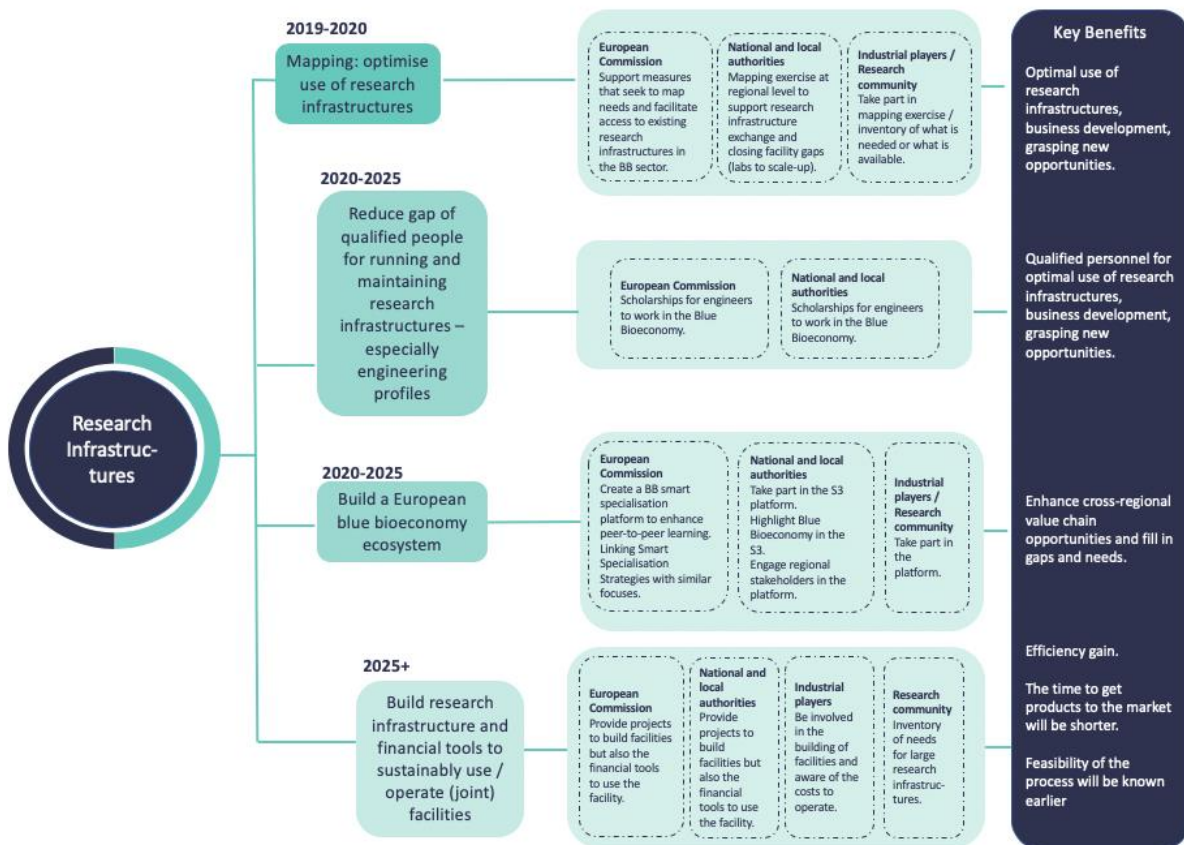 Research
Infrastruc-
tures
2019-2020
Mapping: optimise
use of research
infrastructures
European
Commission
Support measures
that seek to map
needs and facilitate
access to existing
research
infrastructures in
the BB sector.
National and local
authorities
Mapping exercise at
regional level to
support research
infrastructure
exchange and
closing facility gaps
(labs to scale-up).
Industrial players /
Research
community
Take part in
mapping exercise /
inventory of what is
needed or what is
available.
Key Benefits
Optimal use of
research
infrastructures,
business development,
grasping new
opportunities.
2020-2025
Reduce gap of
qualified people
for running and
maintaining
research
infrastructures –
especially
engineering
profiles
European Commission
Scholarships for engineers
to work in the Blue
Bioeconomy.
National and local
authorities
Scholarships for engineers
to work in the Blue
Bioeconomy.
Qualified personnel for
optimal use of research
infrastructures,
business development,
grasping new
opportunities.
2020-2025
Build a European
blue bioeconomy
ecosystem
European
Commission
Create a BB smart
specialisation
platform to enhance
peer-to-peer learning.
Linking Smart
Specialisation
Strategies with similar
focuses.
National and local
authorities
Take part in the S3
platform.
Highlight Blue
Bioeconomy in the
S3.
Engage regional
stakeholders in the
platform.
Industrial
players /
Research
community
Take part in
the
platform.
Enhance cross-regional
value chain
opportunities and fill in
gaps and needs.
2025+
Build research
infrastructure and
financial tools to
sustainably use /
operate (joint)
facilities
European
Commission
Provide projects
to build facilities
but also the
financial tools
to use the
facility.
National and
local
authorities
Provide
projects to
build
facilities but
also the
financial
tools to use
the facility.
Industrial
players
Be involved
in the
building of
facilities and
aware of the
costs to
operate.
Research
community
Inventory
of needs
for large
research
infrastruc-
tures.
Efficiency gain.
The time to get
products to the market
will be shorter.
Feasibility of the
process will be known
earlier